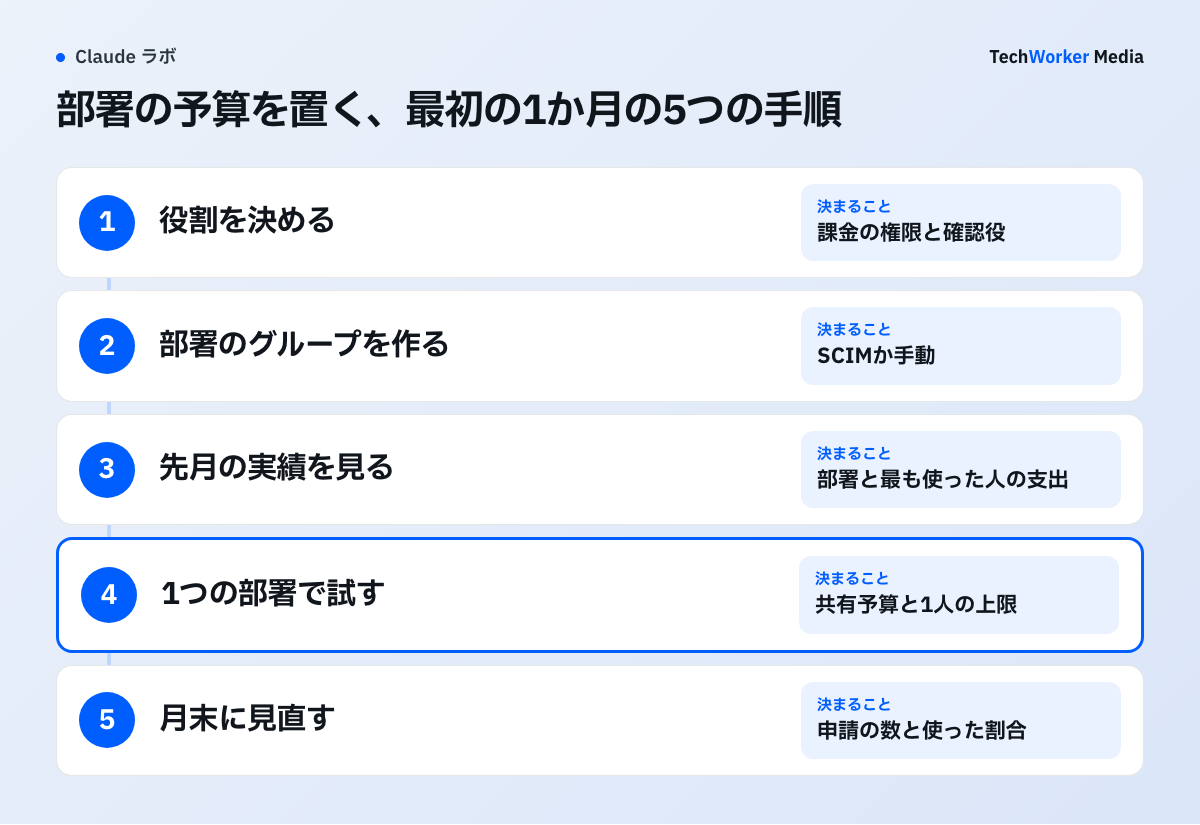 Claude ラボ
TechWorker Media
部署の予算を置く、最初の1か月の5つの手順
1
役割を決める
決まること
課金の権限と確認役
2
部署のグループを作る
決まること
SCIMか手動
3
先月の実績を見る
決まること
部署と最も使った人の支出
4
1つの部署で試す
決まること
共有予算と1人の上限
5
月末に見直す
決まること
申請の数と使った割合